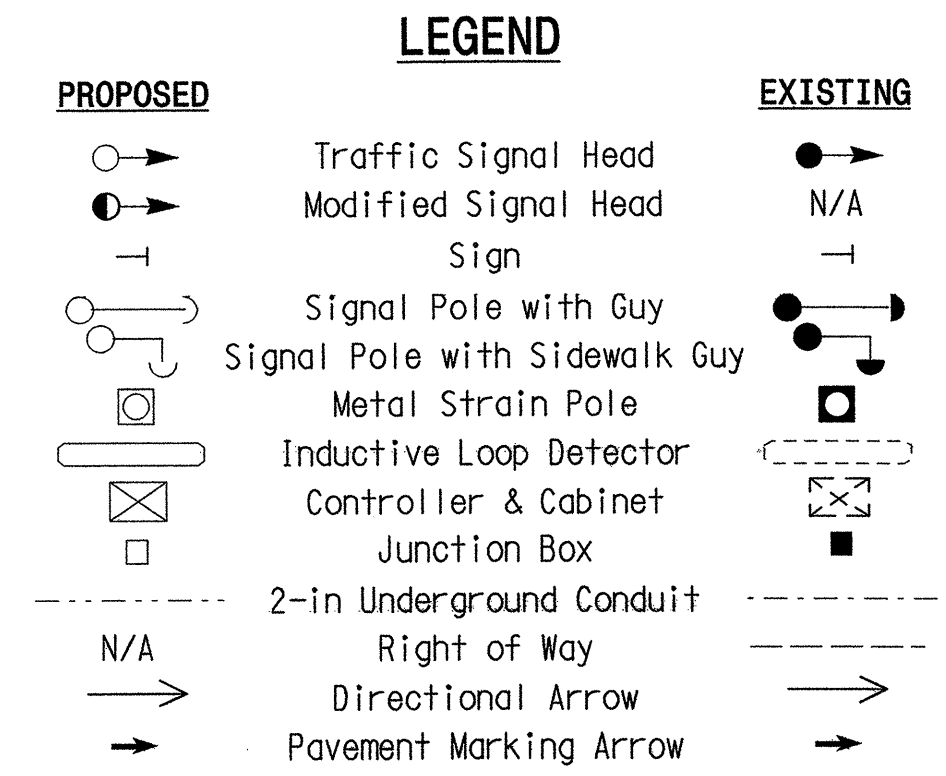 LEGEND
PROPOSED EXISTING
Traffic Signal Head
Modified Signal Head N/A
Sign
Signal Pole with Guy
Signal Pole with Sidewalk Guy
Metal Strain Pole
Inductive Loop Detector
Controller & Cabinet
Junction Box
2-in Underground Conduit
N/A Right of Way
Directional Arrow
Pavement Marking Arrow